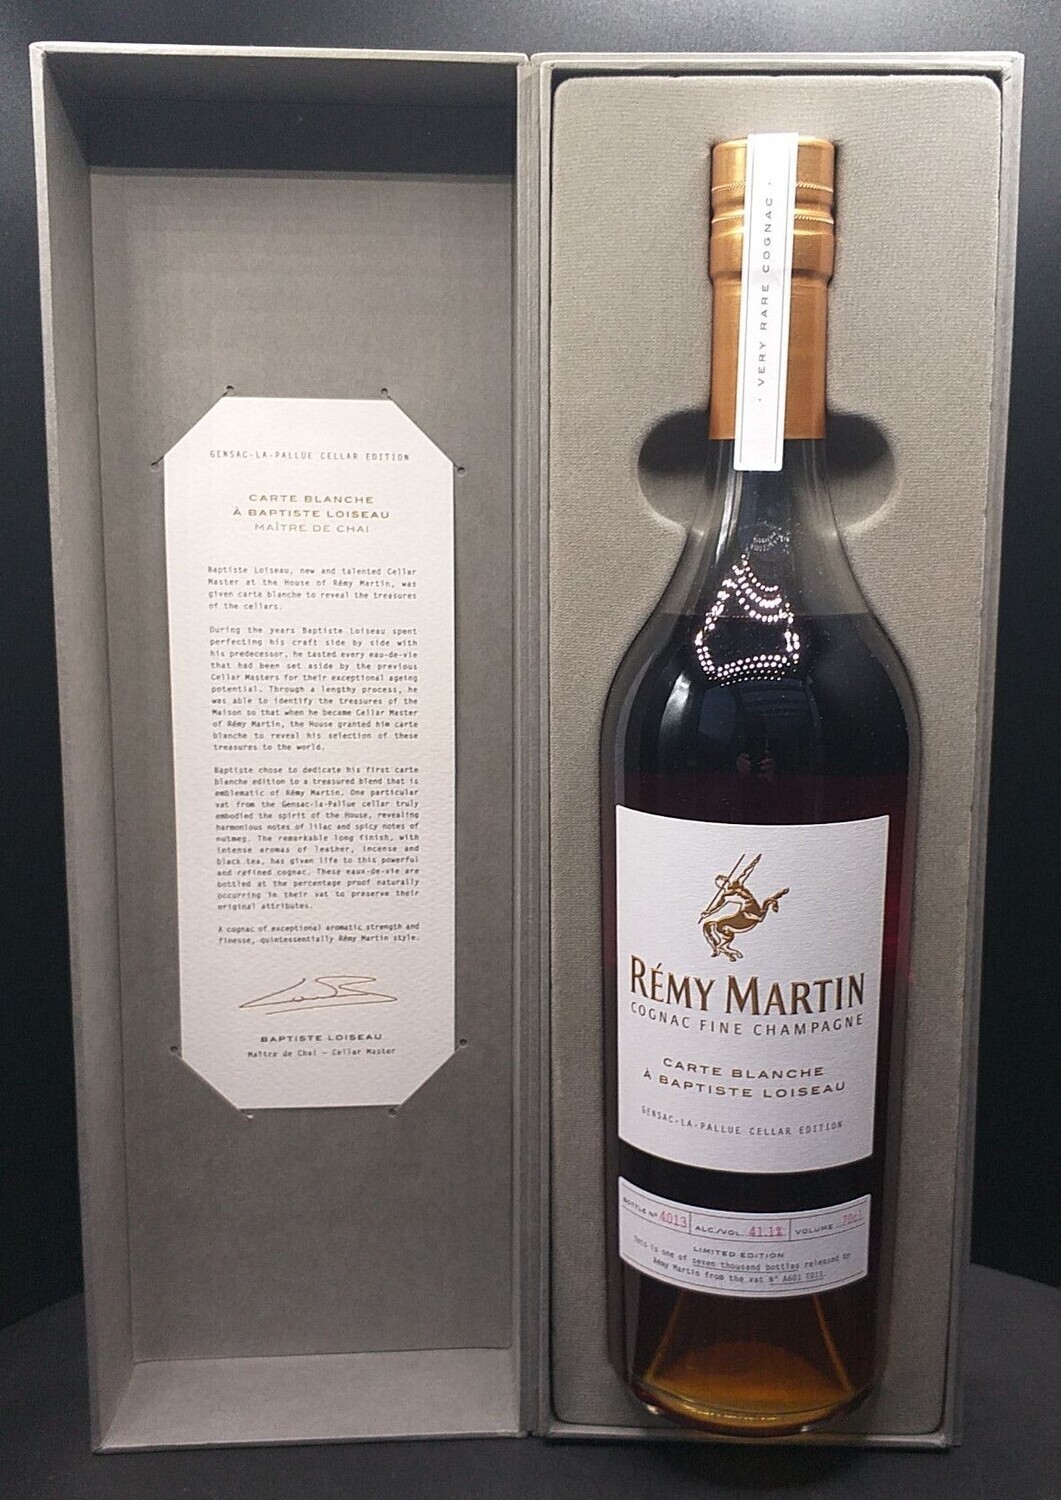 GENSAC-LA-PALLUE CELLAR EDITION
CARTE BLANCHE
À BAPTISTE LOISEAU
MAÎTRE DE CHAI
Baptiste Loiseau, new and talented Cellar
Master at the House of Rémy Martin, was
given carte blanche to reveal the treasures
of the cellars.
During the years Baptiste Loiseau spent
perfecting his craft side by side with
his predecessor, he tasted every eau-de-vie
that had been set aside by the previous
Cellar Masters for their exceptional ageing
potential. Through a lengthy process, he
was able to identify the treasures of the
Maison so that when he became Cellar Master
of Rémy Martin, the House granted him carte
blanche to reveal his selection of these
treasures to the world.
Baptiste chose to dedicate his first carte
blanche edition to a treasured blend that is
emblematic of Rémy Martin. One particular
vat from the Gensac-la-Pallue cellar truly
embodied the spirit of the House, revealing
harmonious notes of lilac and spicy notes of
nutmeg. The remarkable long finish, with
intense aromas of leather, incense and
black tea, has given life to this powerful
and refined cognac. These eaux-de-vie are
bottled at the percentage proof naturally
occurring in their vat to preserve their
original attributes.
A cognac of exceptional aromatic strength and
finesse, quintessentially Rémy Martin style.
BAPTISTE LOISEAU
Maître de Chai – Cellar Master
· VERY RARE COGNAC ·
RÉMY MARTIN
COGNAC FINE CHAMPAGNE
CARTE BLANCHE
À BAPTISTE LOISEAU
GENSAC-LA-PALLUE CELLAR EDITION
BOTTLE Nº 4013 ALC./VOL. 41.1% VOLUME 70cl
LIMITED EDITION
This is one of seven thousand bottles released by
Rémy Martin from the vat N°